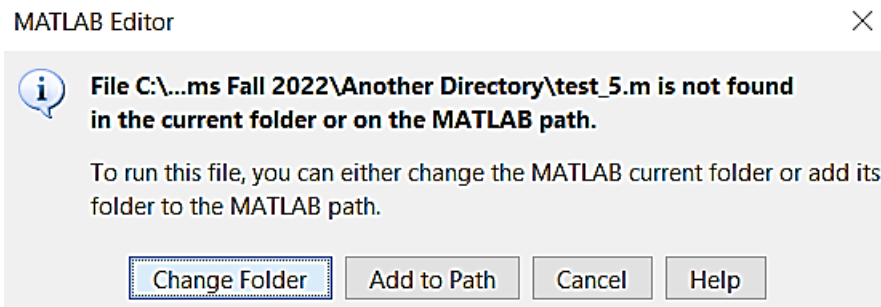 MATLAB Editor
File C:\...ms Fall 2022\Another Directory\test_5.m is not found
in the current folder or on the MATLAB path.
To run this file, you can either change the MATLAB current folder or add its
folder to the MATLAB path.
Change Folder Add to Path Cancel Help